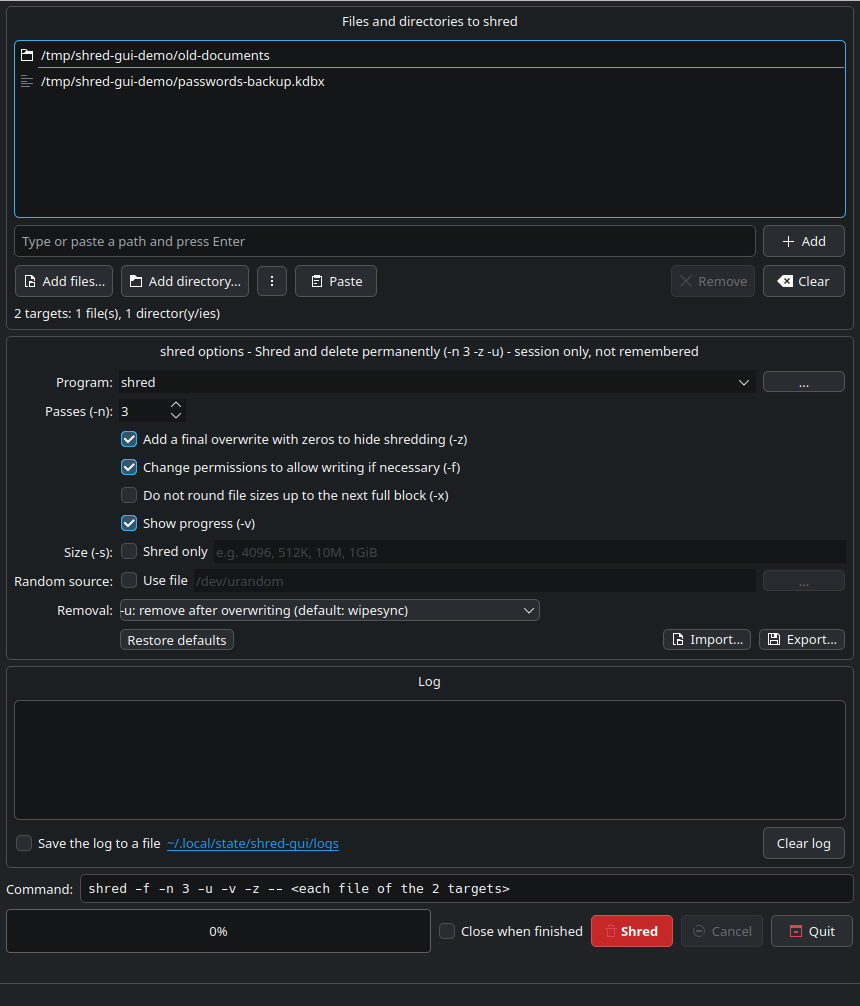 Files and directories to shred
/tmp/shred-gui-demo/old-documents
/tmp/shred-gui-demo/passwords-backup.kdbx
Type or paste a path and press Enter
Add
Add files...
Add directory...
Paste
Remove
Clear
2 targets: 1 file(s), 1 director(y/ies)
shred options - Shred and delete permanently (-n 3 -z -u) - session only, not remembered
Program: shred ...
Passes (-n): 3
Add a final overwrite with zeros to hide shredding (-z)
Change permissions to allow writing if necessary (-f)
Do not round file sizes up to the next full block (-x)
Show progress (-v)
Size (-s): Shred only e.g. 4096, 512K, 10M, 1GiB
Random source: Use file /dev/urandom ...
Removal: -u: remove after overwriting (default: wipesync)
Restore defaults Import... Export...
Log
Save the log to a file ~/.local/state/shred-gui/logs Clear log
Command: shred -f -n 3 -u -v -z -- <each file of the 2 targets>
0% Close when finished Shred Cancel Quit